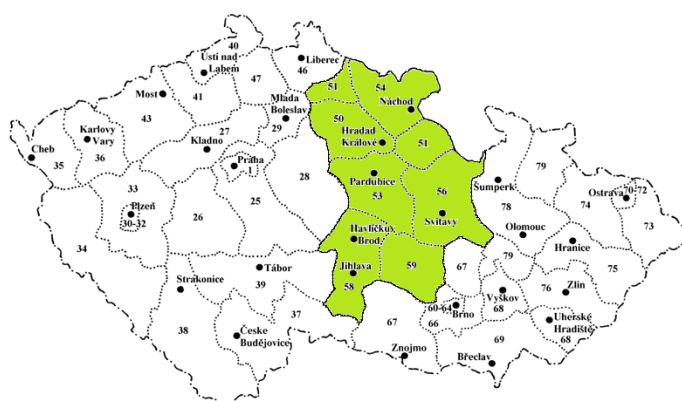 40
Ústí nad
Labem
47
Liberec
46
Most
41
43
Mladá
Boleslav
29
27
Kladno
Karlovy
Vary
36
Cheb
35
Praha
1
28
33
Plzeň
30-32
26
25
34
Tábor
39
Strakonice
38
37
České
Budějovice
51
54
Náchod
50
Hradad
Králové
51
Pardubice
53
56
Svitavy
Havlíčkův
Brod
Jihlava
59
58
Šumperk
78
79
74
Ostrava
70-72
73
Olomouc
Hranice
79
75
67
76
Zlín
Vyškov
68
60-64
Brno
66
Uherské
Hradiště
68
67
69
Znojmo
Břeclav